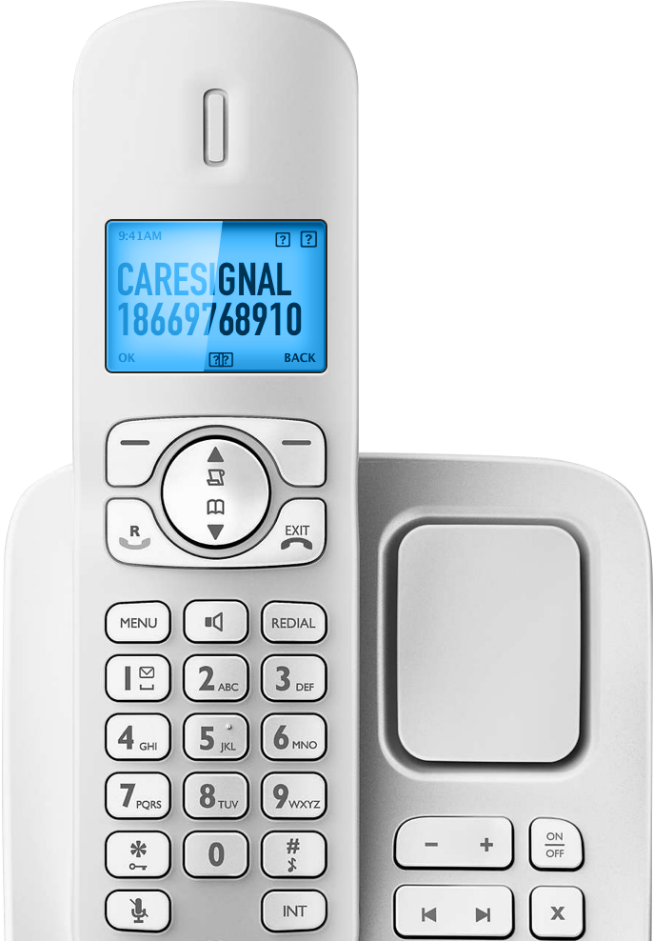 9:41AM
CARESIGNAL
18669768910
OK BACK
R EXIT
MENU REDIAL
1 2 ABC 3 DEF
4 GHI 5 JKL 6 MNO
7 PQRS 8 TUV 9 WXYZ
* 0 #
INT
- + ON OFF
X